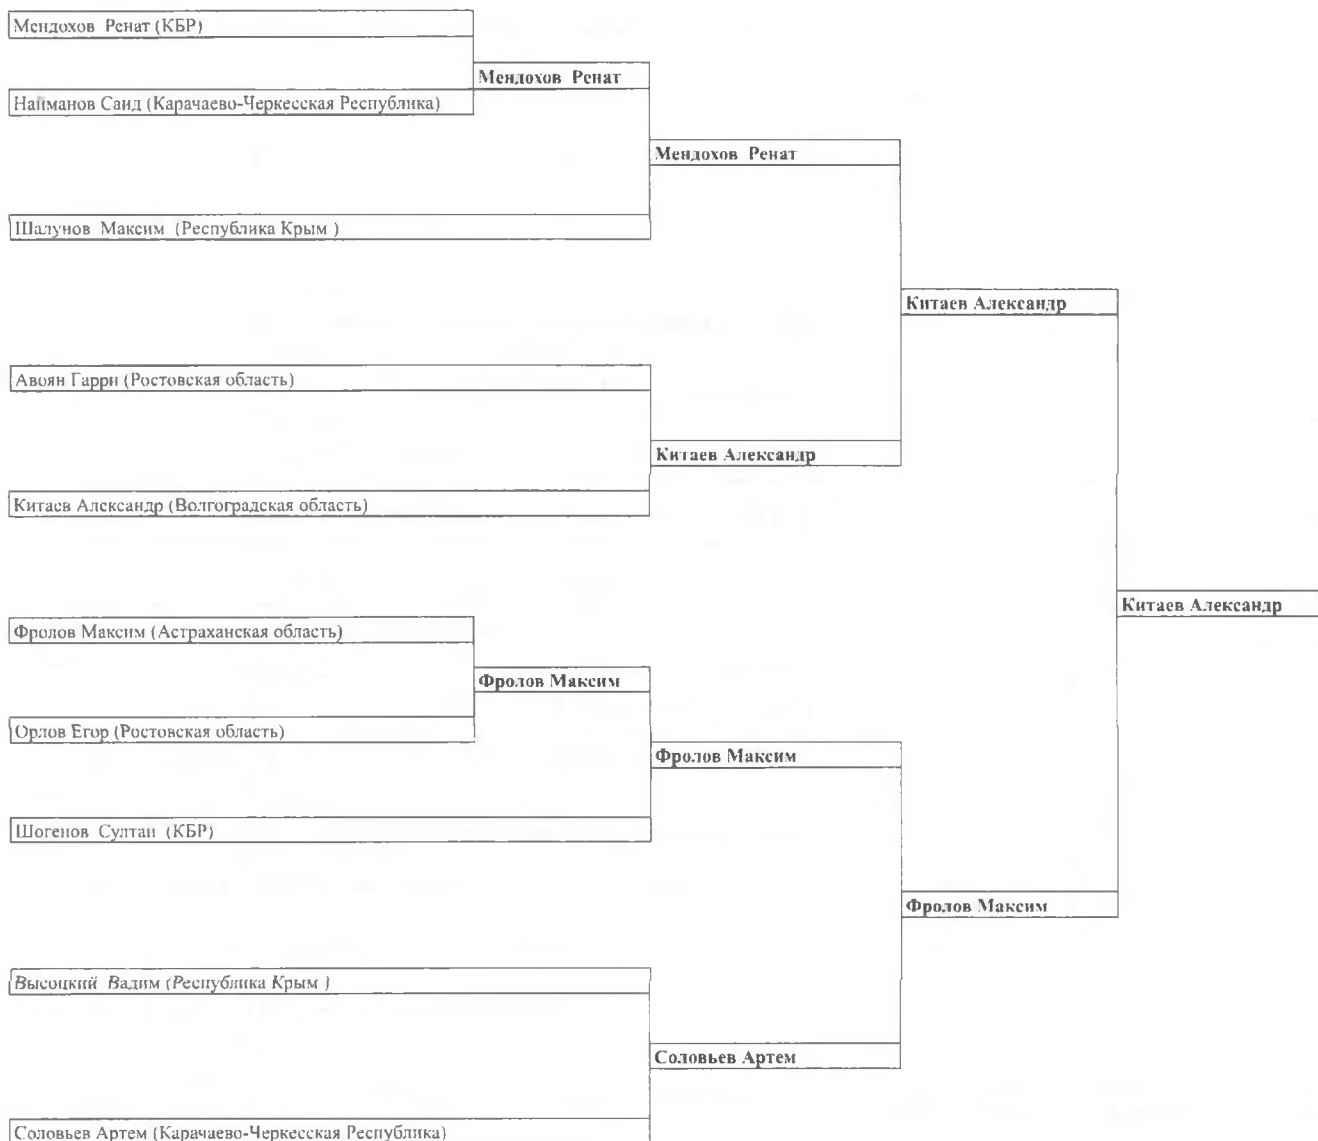 Мендохов Ренат (КБР)
Мендохов Ренат
Найманов Саид (Карачаево-Черкесская Республика)
Мендохов Ренат
Шалунов Максим (Республика Крым )
Китаев Александр
Авоян Гарри (Ростовская область)
Китаев Александр
Китаев Александр (Волгоградская область)
Китаев Александр
Фролов Максим (Астраханская область)
Фролов Максим
Орлов Егор (Ростовская область)
Фролов Максим
Шогенов Султан (КБР)
Фролов Максим
Высоцкий Вадим (Республика Крым )
Соловьев Артем
Соловьев Артем (Карачаево-Черкесская Республика)